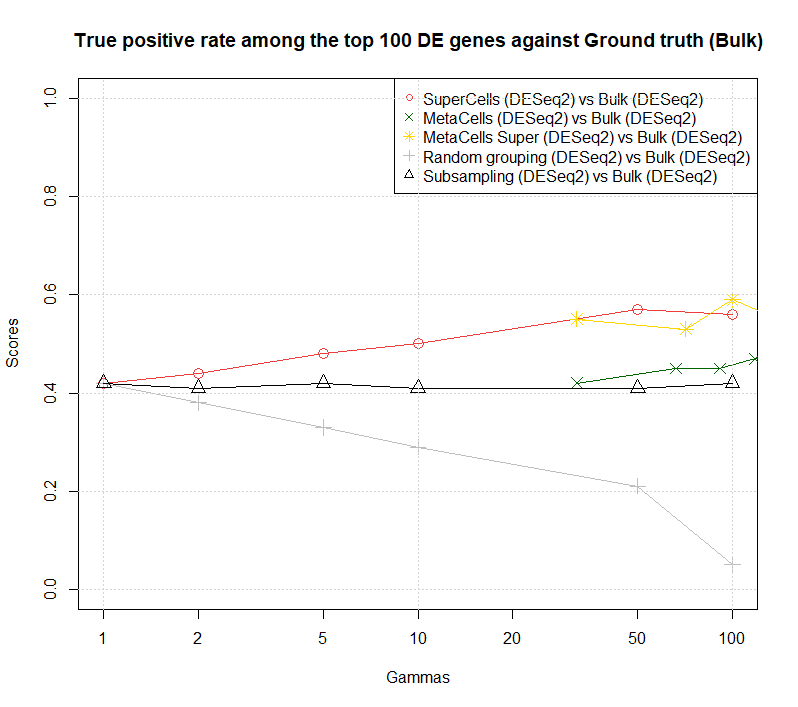 True positive rate among the top 100 DE genes against Ground truth (Bulk)
SuperCells (DESeq2) vs Bulk (DESeq2)
MetaCells (DESeq2) vs Bulk (DESeq2)
MetaCells Super (DESeq2) vs Bulk (DESeq2)
Random grouping (DESeq2) vs Bulk (DESeq2)
Subsampling (DESeq2) vs Bulk (DESeq2)
Scores
1.0
0.8
0.6
0.4
0.2
0.0
1 2 5 10 20 50 100
Gammas